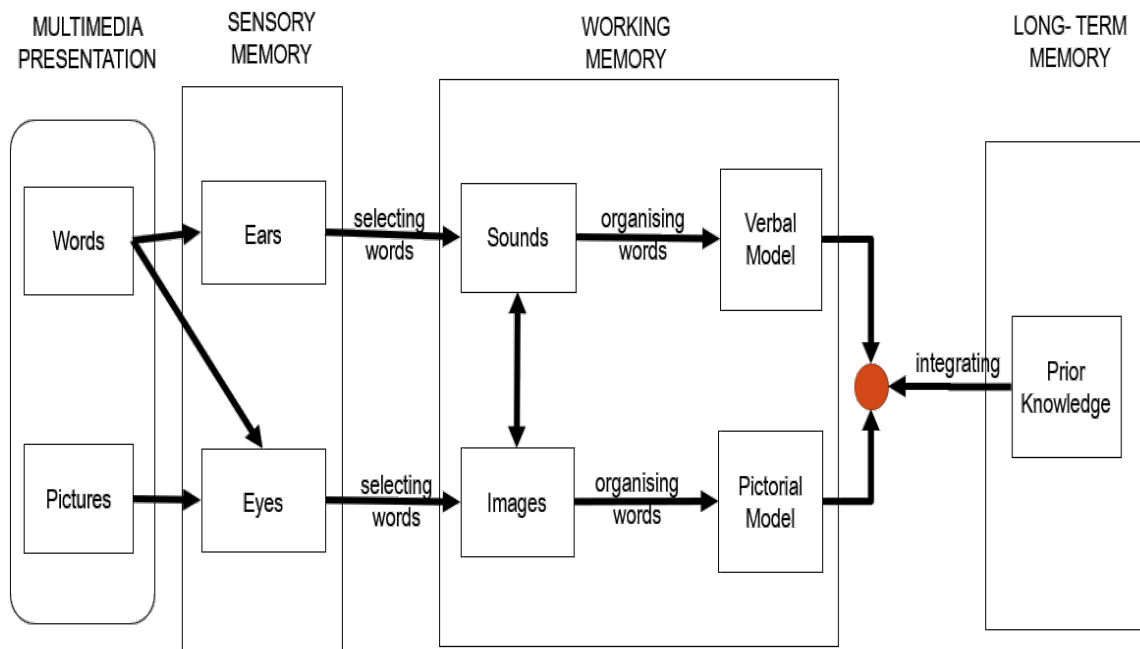 MULTIMEDIA
PRESENTATION
SENSORY
MEMORY
WORKING
MEMORY
LONG- TERM
MEMORY
Words
Ears
selecting
words
Sounds
organising
words
Verbal
Model
integrating
Prior
Knowledge
Pictures
Eyes
selecting
words
Images
organising
words
Pictorial
Model